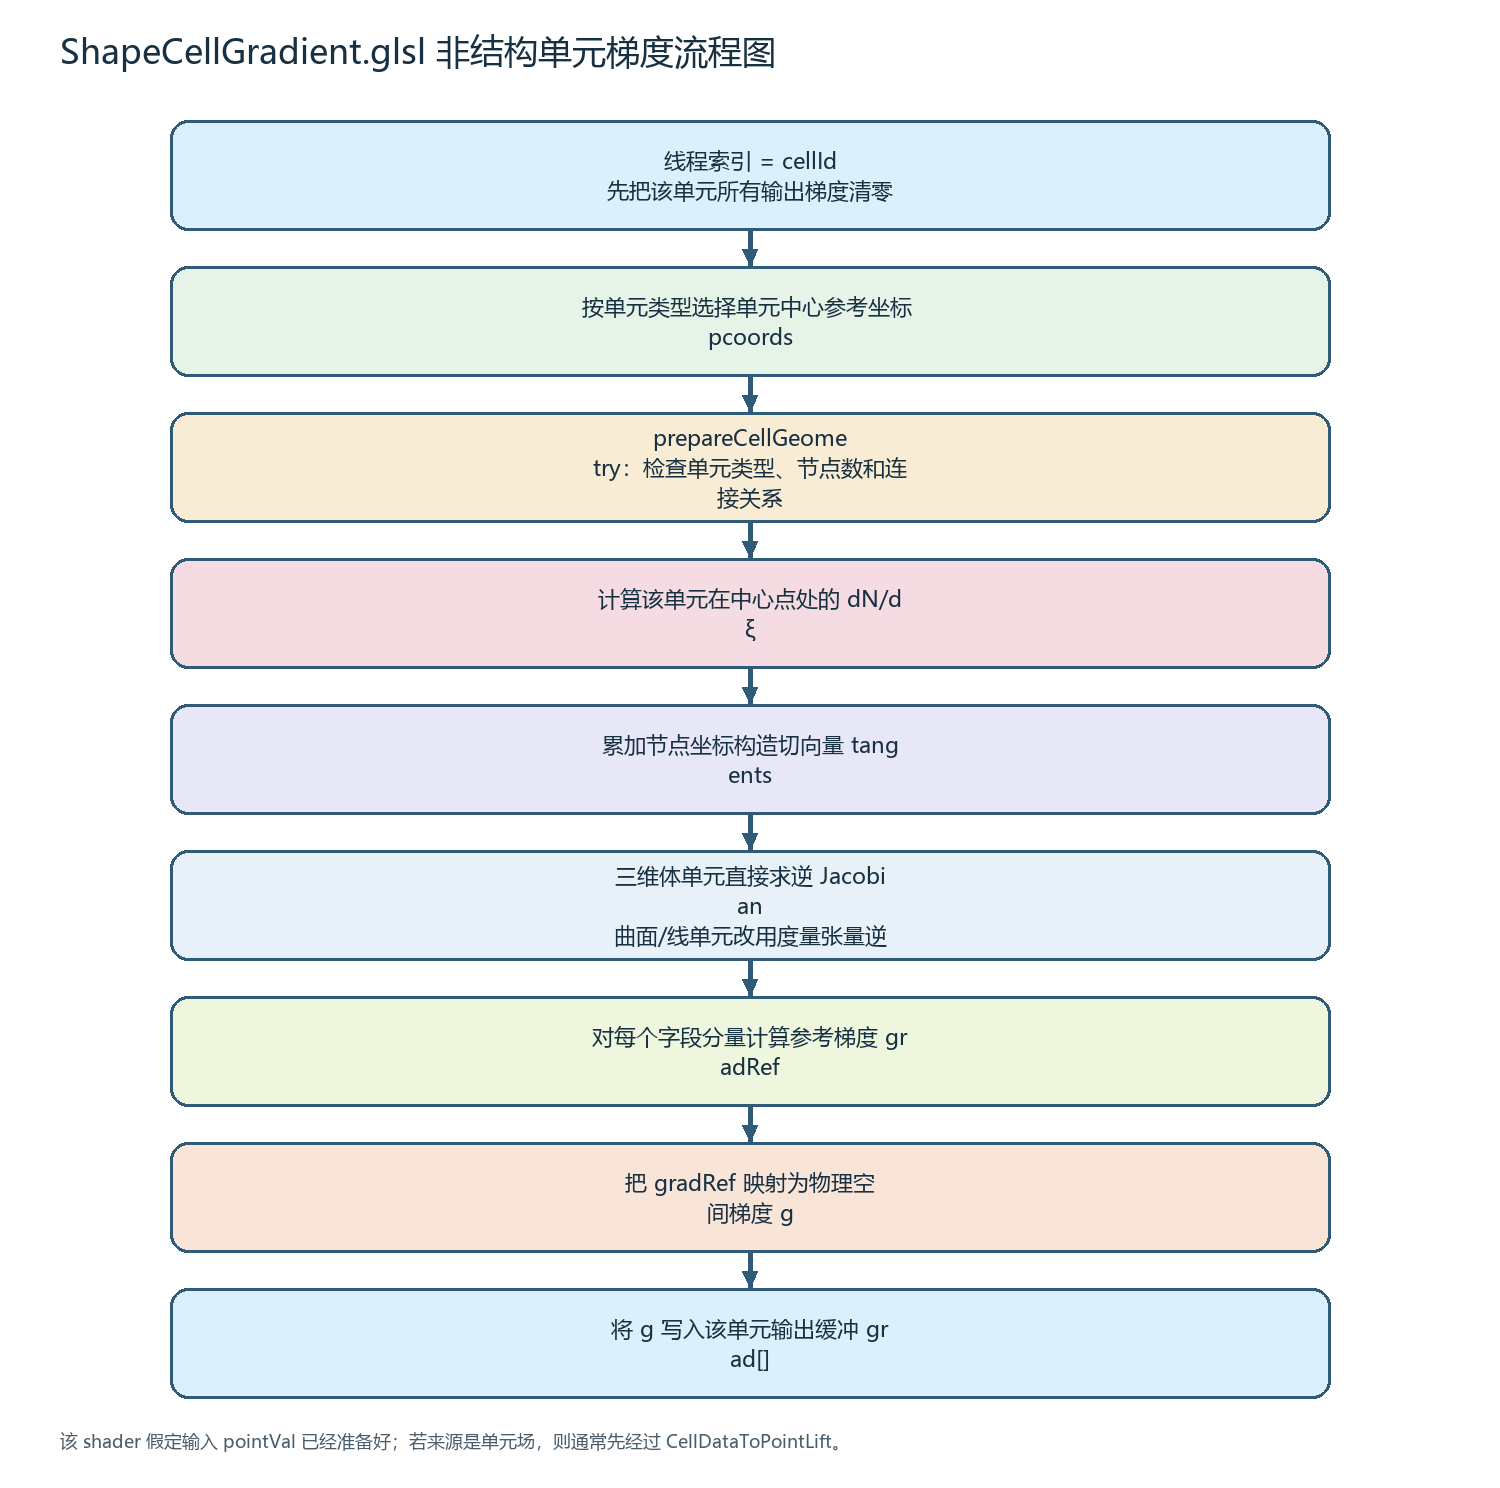 ShapeCellGradient.glsl 非结构单元梯度流程图
线程索引 = cellId
先把该单元所有输出梯度清零
按单元类型选择单元中心参考坐标
pcoords
prepareCellGeome
try：检查单元类型、节点数和连
接关系
计算该单元在中心点处的 dN/d
ξ
累加节点坐标构造切向量 tang
ents
三维体单元直接求逆 Jacobi
an
曲面/线单元改用度量张量逆
对每个字段分量计算参考梯度 gr
adRef
把 gradRef 映射为物理空
间梯度 g
将 g 写入该单元输出缓冲 gr
ad[]
该 shader 假定输入 pointVal 已经准备好；若来源是单元场，则通常先经过 CellDataToPointLift。